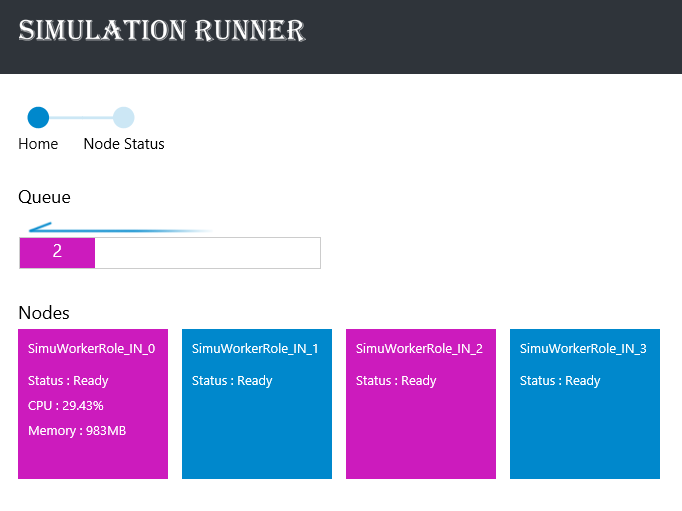 SIMULATION RUNNER
Home Node Status
Queue
2
Nodes
SimuWorkerRole_IN_0
Status : Ready
CPU : 29.43%
Memory : 983MB
SimuWorkerRole_IN_1
Status : Ready
SimuWorkerRole_IN_2
Status : Ready
SimuWorkerRole_IN_3
Status : Ready